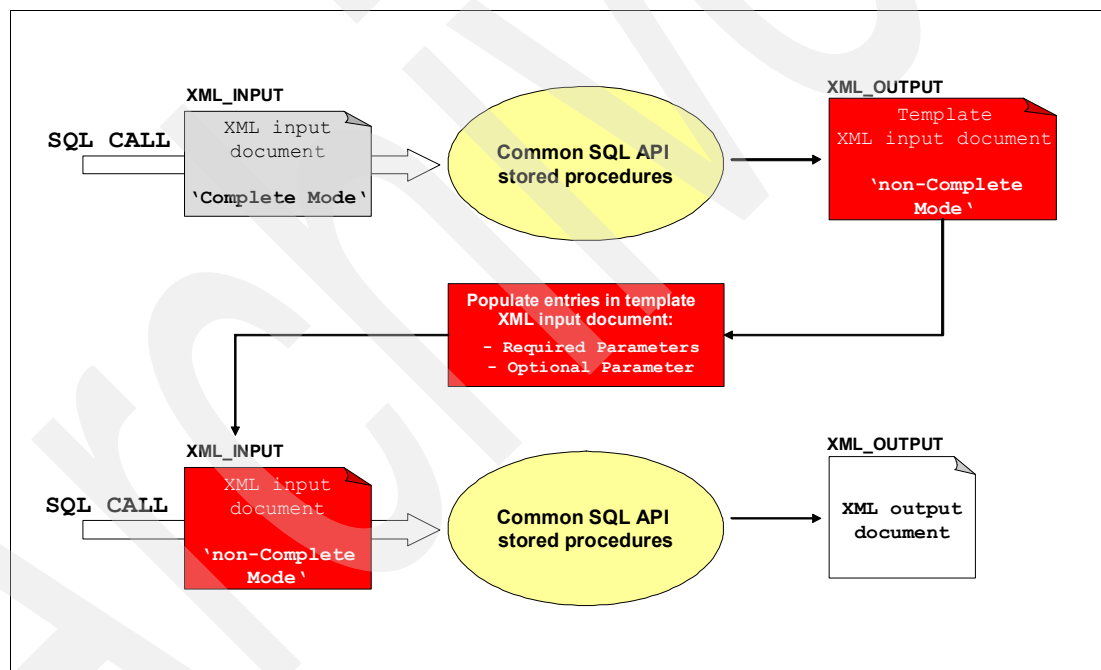 XML_INPUT
XML input
document
‘Complete Mode‘
SQL CALL
Common SQL API
stored procedures
XML_OUTPUT
Template
XML input document
‘non-Complete
Mode‘
Populate entries in template
XML input document:
- Required Parameters
- Optional Parameter
XML_INPUT
XML input
document
‘non-Complete
Mode‘
SQL CALL
Common SQL API
stored procedures
XML_OUTPUT
XML output
document